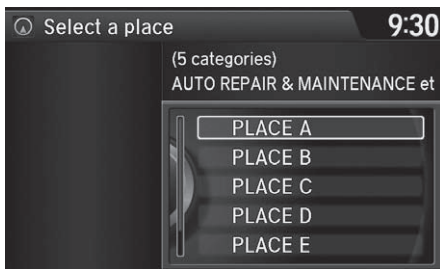 Select a place
9:30
(5 categories)
AUTO REPAIR & MAINTENANCE et
PLACE A
PLACE B
PLACE C
PLACE D
PLACE E